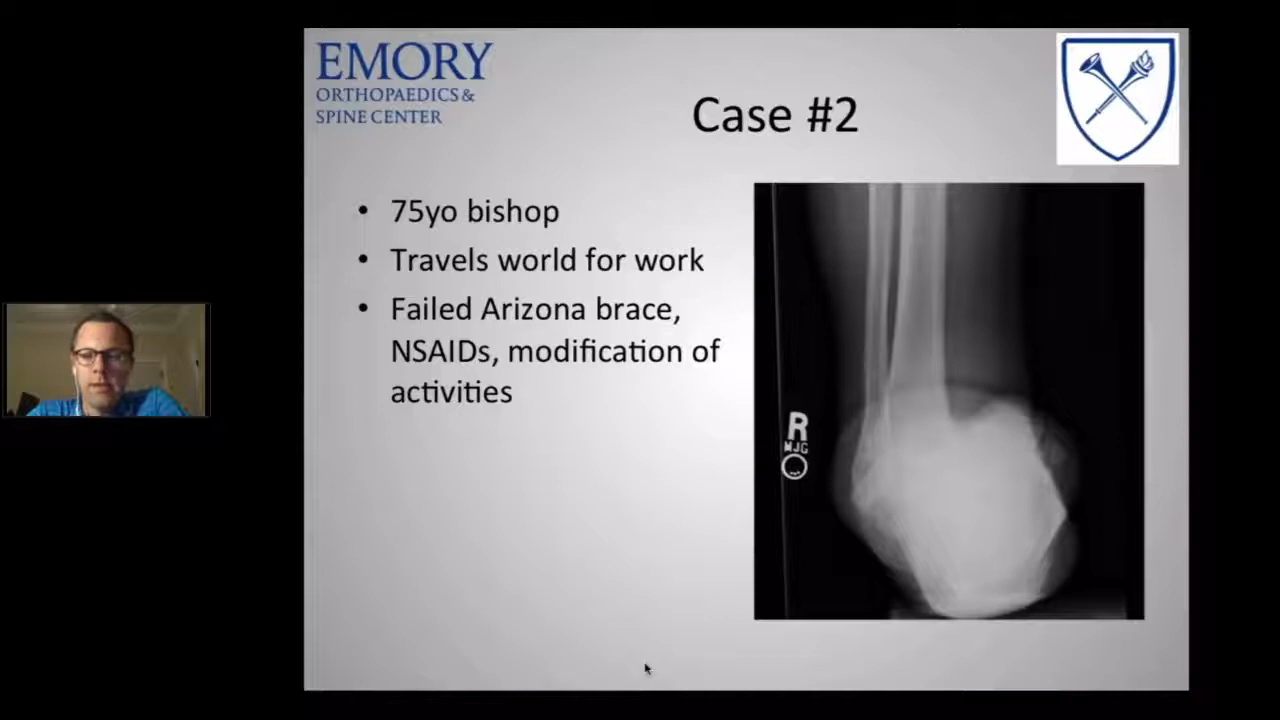 EMORY
ORTHOPAEDICS &
SPINE CENTER
Case #2
• 75yo bishop
• Travels world for work
• Failed Arizona brace,
NSAIDs, modification of
activities
R
MJG